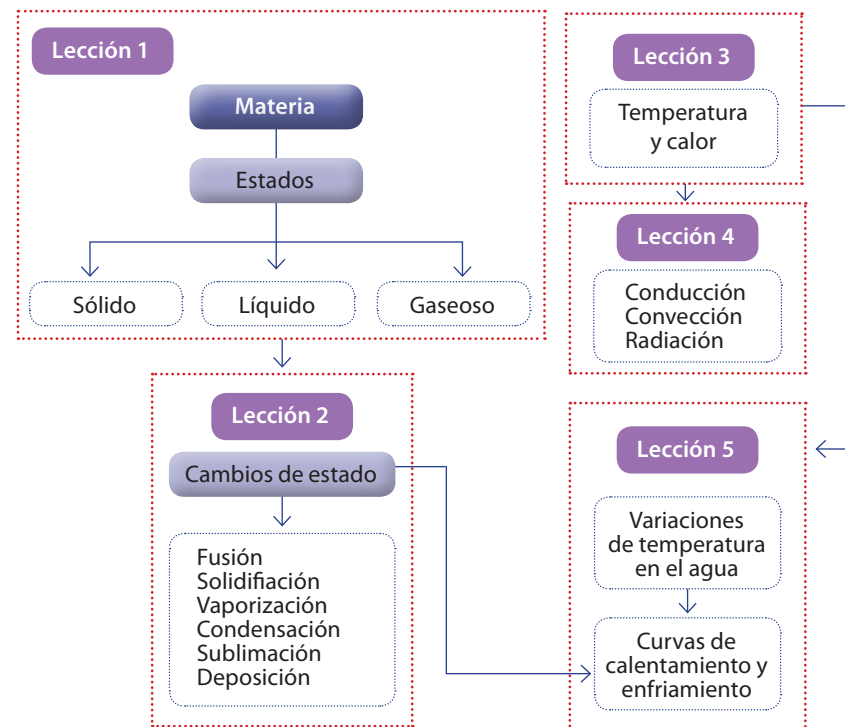 Lección 1
Materia
Estados
Sólido
Líquido
Gaseoso
Lección 2
Cambios de estado
Fusión
Solidifiación
Vaporización
Condensación
Sublimación
Deposición
Lección 3
Temperatura
y calor
Lección 4
Conducción
Convección
Radiación
Lección 5
Variaciones
de temperatura
en el agua
Curvas de
calentamiento y
enfriamiento